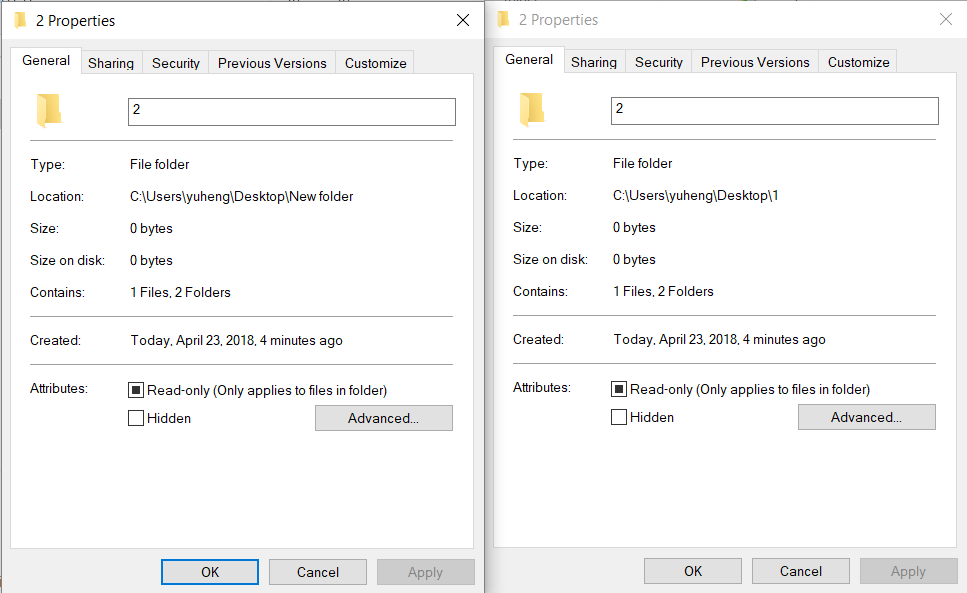 2 Properties
General Sharing Security Previous Versions Customize
2
Type: File folder
Location: C:\Users\yuheng\Desktop\New folder
Size: 0 bytes
Size on disk: 0 bytes
Contains: 1 Files, 2 Folders
Created: Today, April 23, 2018, 4 minutes ago
Attributes: Read-only (Only applies to files in folder)
Hidden Advanced...
OK Cancel Apply
2 Properties
General Sharing Security Previous Versions Customize
2
Type: File folder
Location: C:\Users\yuheng\Desktop\1
Size: 0 bytes
Size on disk: 0 bytes
Contains: 1 Files, 2 Folders
Created: Today, April 23, 2018, 4 minutes ago
Attributes: Read-only (Only applies to files in folder)
Hidden Advanced...
OK Cancel Apply